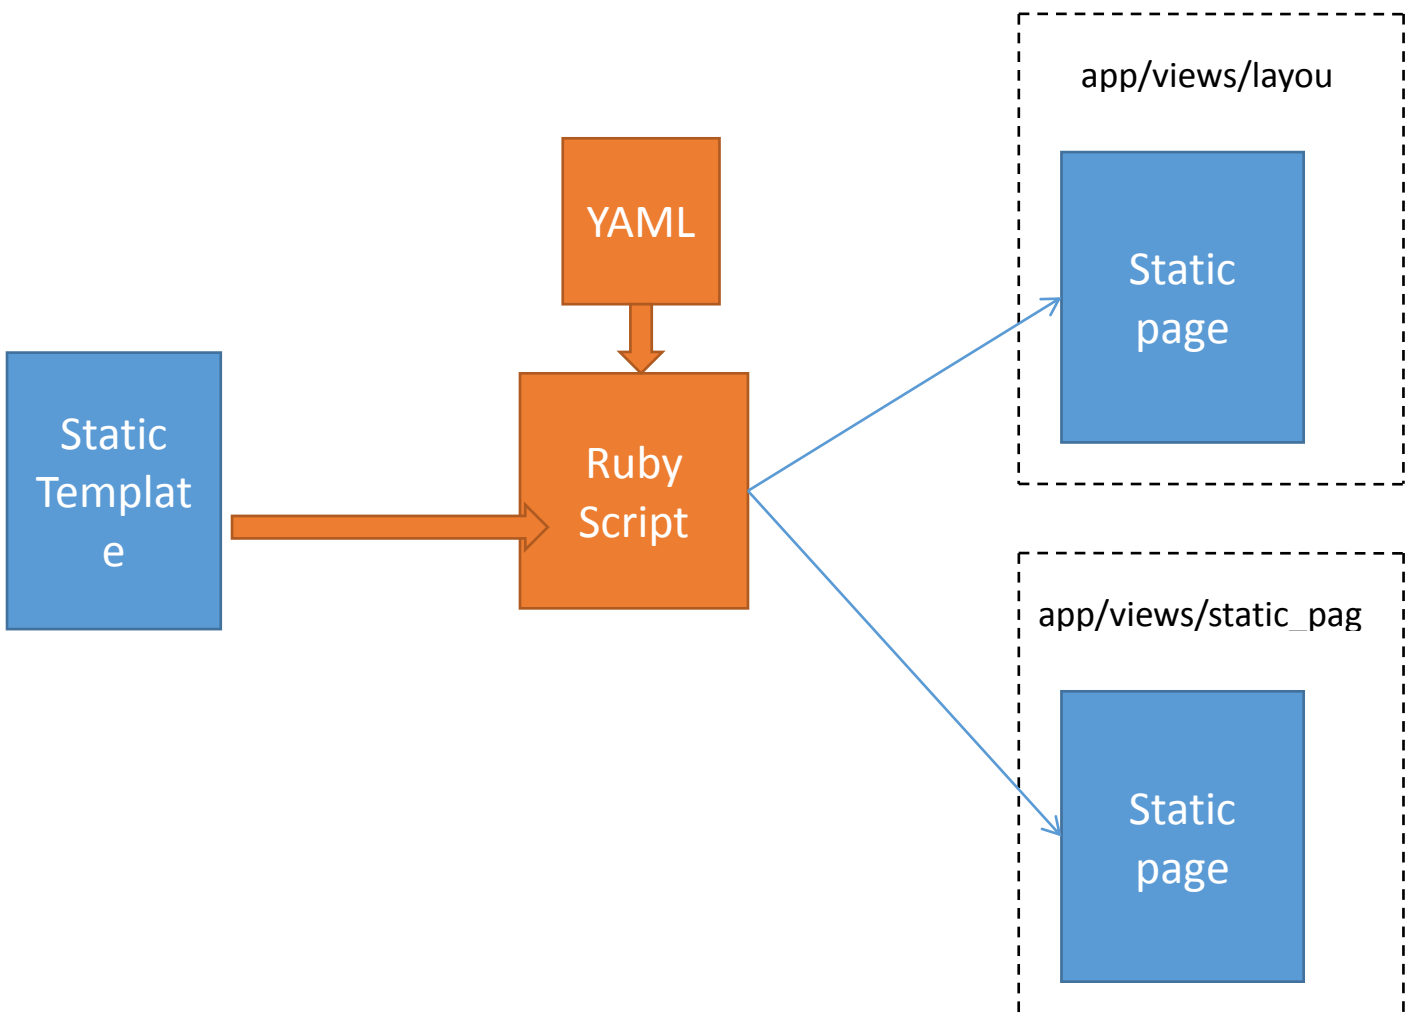 app/views/layou
YAML
Static
page
Static
Templat
e
Ruby
Script
app/views/static_pag
Static
page